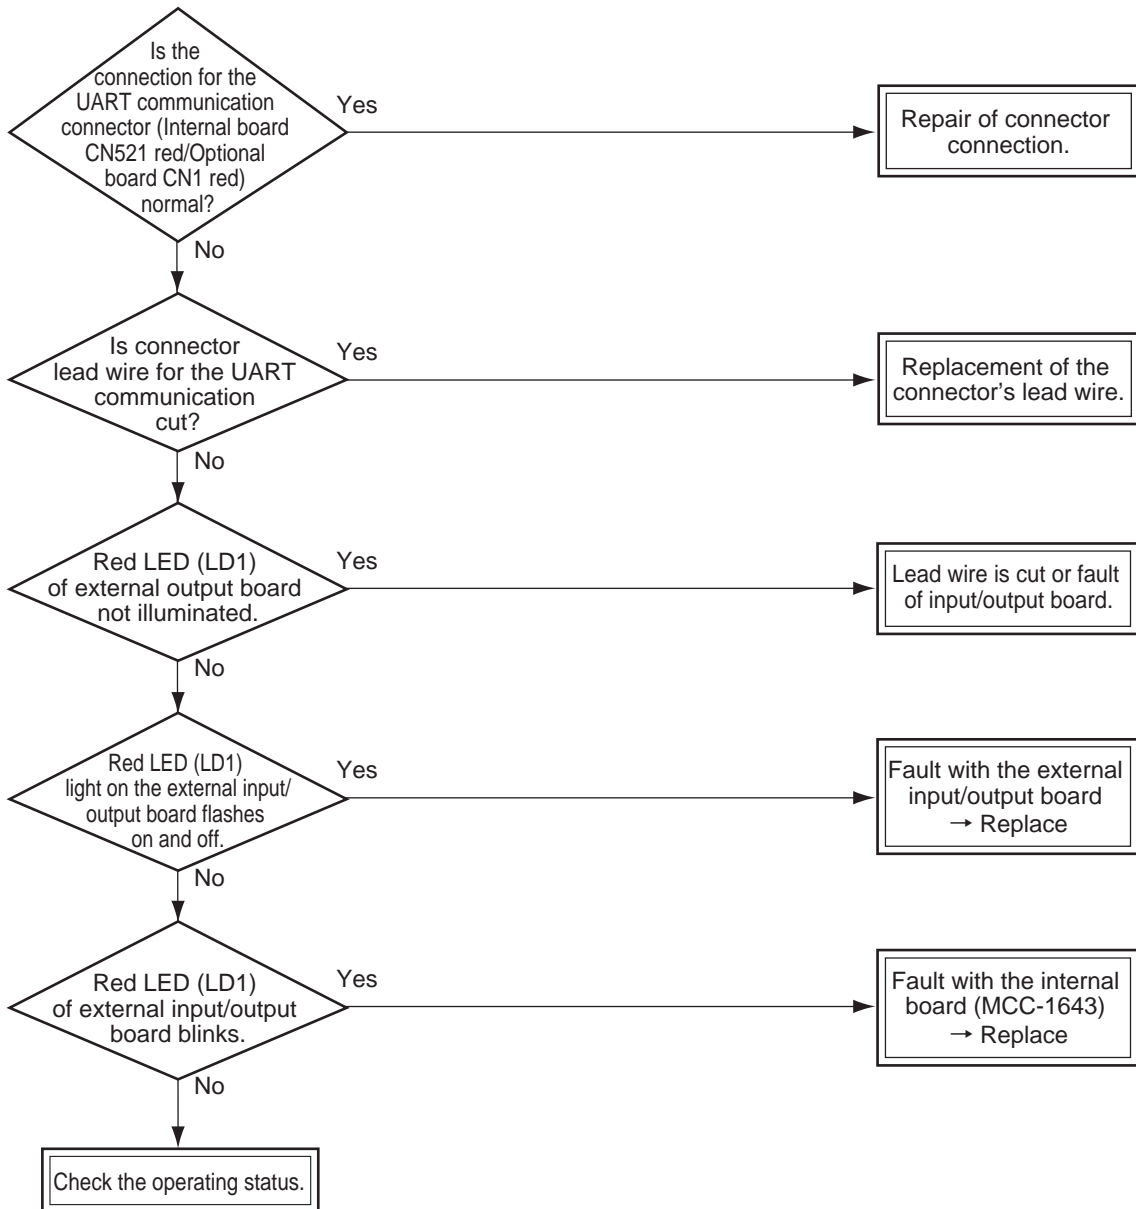 Is the
connection for the
UART communication
connector (Internal board
CN521 red/Optional
board CN1 red)
normal?
Yes
Repair of connector
connection.
No
Is connector
lead wire for the UART
communication
cut?
Yes
Replacement of the
connector's lead wire.
No
Red LED (LD1)
of external output board
not illuminated.
Yes
Lead wire is cut or fault
of input/output board.
No
Red LED (LD1)
light on the external input/
output board flashes
on and off.
Yes
Fault with the external
input/output board
→ Replace
No
Red LED (LD1)
of external input/output
board blinks.
Yes
Fault with the internal
board (MCC-1643)
→ Replace
No
Check the operating status.